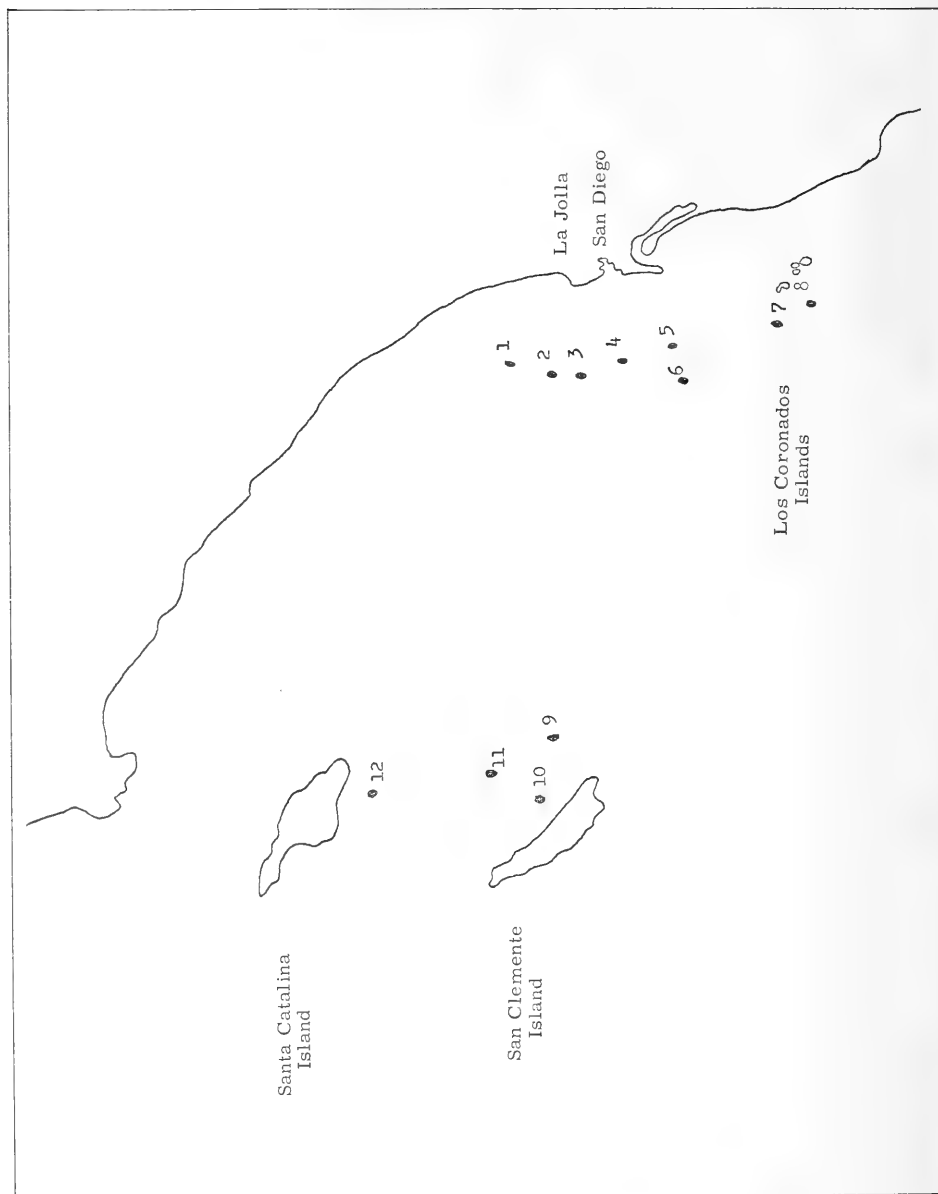 La Jolla
San Diego
1
2
3
4
5
6
7
8
Los Coronados
Islands
9
10
11
12
Santa Catalina
Island
San Clemente
Island